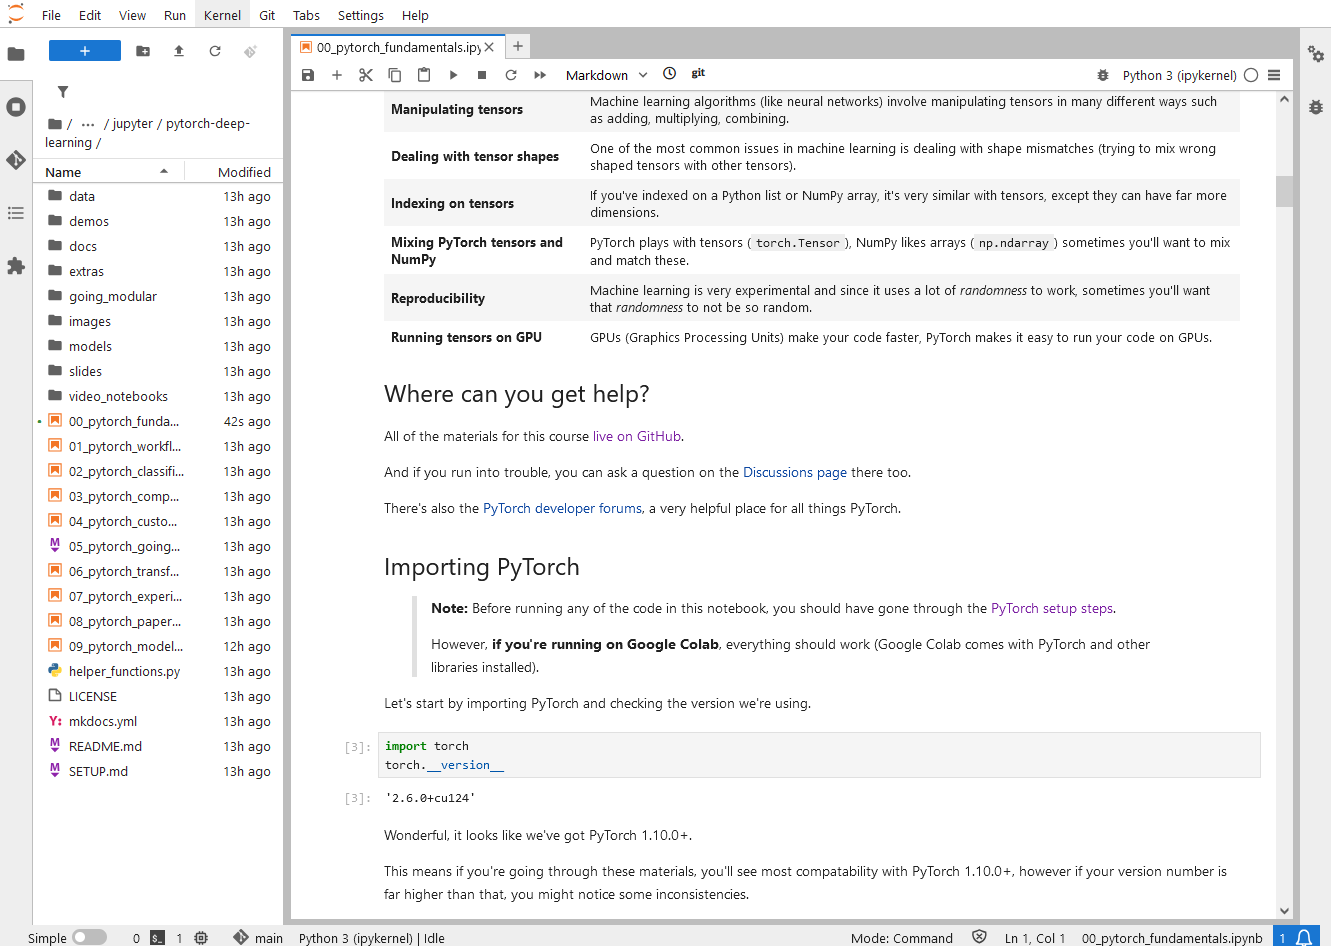 File Edit View Run Kernel Git Tabs Settings Help
00_pytorch_fundamentals.ipy
Markdown
git
Python 3 (ipykernel)
/ ··· / jupyter / pytorch-deep-
learning /
Name Modified
data 13h ago
demos 13h ago
docs 13h ago
extras 13h ago
going_modular 13h ago
images 13h ago
models 13h ago
slides 13h ago
video_notebooks 13h ago
00_pytorch_funda... 42s ago
01_pytorch_workfl... 13h ago
02_pytorch_classifi... 13h ago
03_pytorch_comp... 13h ago
04_pytorch_custo... 13h ago
05_pytorch_going... 13h ago
06_pytorch_transf... 13h ago
07_pytorch_experi... 13h ago
08_pytorch_paper... 13h ago
09_pytorch_model... 12h ago
helper_functions.py 13h ago
LICENSE 13h ago
Y: mkdocs.yml 13h ago
M README.md 13h ago
M SETUP.md 13h ago
Manipulating tensors Machine learning algorithms (like neural networks) involve manipulating tensors in many different ways such
as adding, multiplying, combining.
Dealing with tensor shapes One of the most common issues in machine learning is dealing with shape mismatches (trying to mix wrong
shaped tensors with other tensors).
Indexing on tensors If you've indexed on a Python list or NumPy array, it's very similar with tensors, except they can have far more
dimensions.
Mixing PyTorch tensors and PyTorch plays with tensors ( torch.Tensor ), NumPy likes arrays ( np.ndarray ) sometimes you'll want to mix
NumPy and match these.
Reproducibility Machine learning is very experimental and since it uses a lot of randomness to work, sometimes you'll want
that randomness to not be so random.
Running tensors on GPU GPUs (Graphics Processing Units) make your code faster, PyTorch makes it easy to run your code on GPUs.
Where can you get help?
All of the materials for this course live on GitHub.
And if you run into trouble, you can ask a question on the Discussions page there too.
There's also the PyTorch developer forums, a very helpful place for all things PyTorch.
Importing PyTorch
Note: Before running any of the code in this notebook, you should have gone through the PyTorch setup steps.
However, if you're running on Google Colab, everything should work (Google Colab comes with PyTorch and other
libraries installed).
Let's start by importing PyTorch and checking the version we're using.
[3]: import torch
torch.__version__
[3]: '2.6.0+cu124'
Wonderful, it looks like we've got PyTorch 1.10.0+.
This means if you're going through these materials, you'll see most compatability with PyTorch 1.10.0+, however if your version number is
far higher than that, you might notice some inconsistencies.
Simple 0 $_ 1 main Python 3 (ipykernel) | Idle Mode: Command Ln 1, Col 1 00_pytorch_fundamentals.ipynb 1